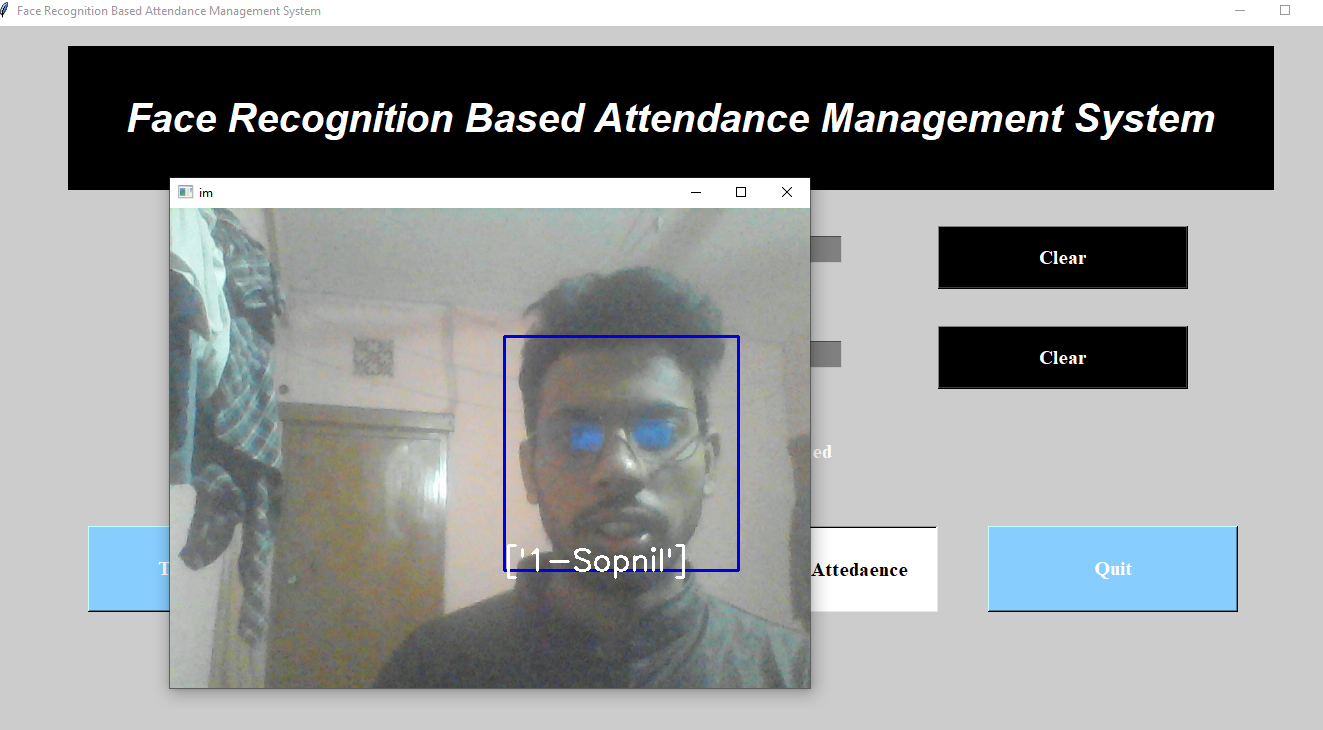 Face Recognition Based Attendance Management System
Face Recognition Based Attendance Management System
im
Clear
Clear
ed
T
['1-Sopnil']
Attedaence
Quit